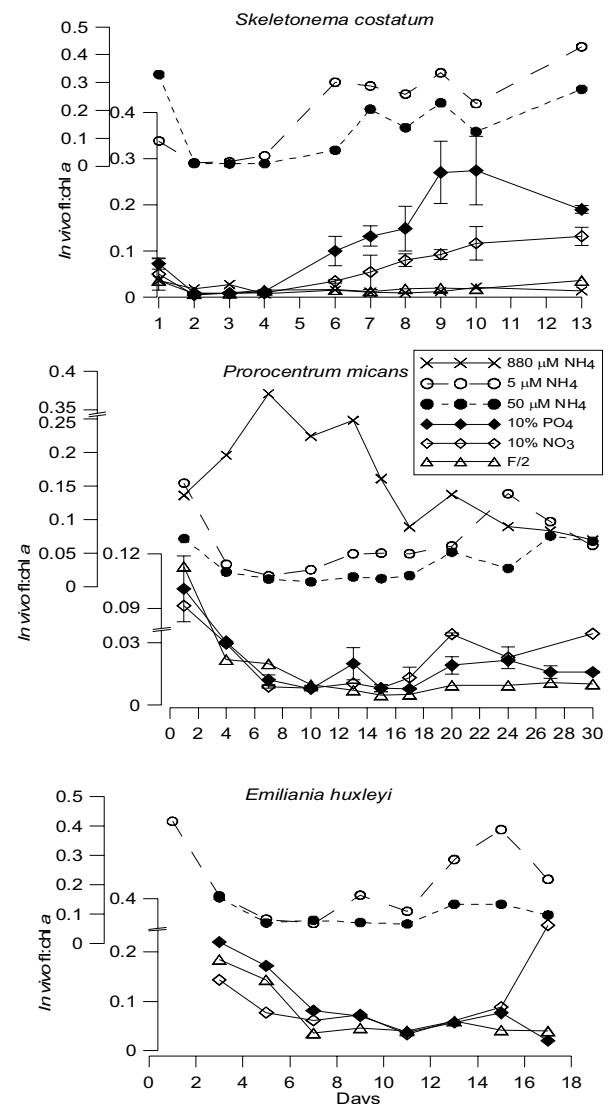 Skeletonema costatum
0.5
0.4
0.3
0.2
0.1
0
0.4
0.3
0.2
0.1
0
In vivo fl:chl a
1 2 3 4 5 6 7 8 9 10 11 12 13
Prorocentrum micans
880 µM NH4
5 µM NH4
50 µM NH4
10% PO4
10% NO3
F/2
0.4
0.35
0.25
0.2
0.15
0.1
0.05
0
0.12
0.09
0.03
0
In vivo fl:chl a
0 2 4 6 8 10 12 14 16 18 20 22 24 26 28 30
Emiliania huxleyi
0.5
0.4
0.3
0.2
0.1
0
0.4
0.2
0.1
0
In vivo fl:chl a
0 2 4 6 8 10 12 14 16 18
Days